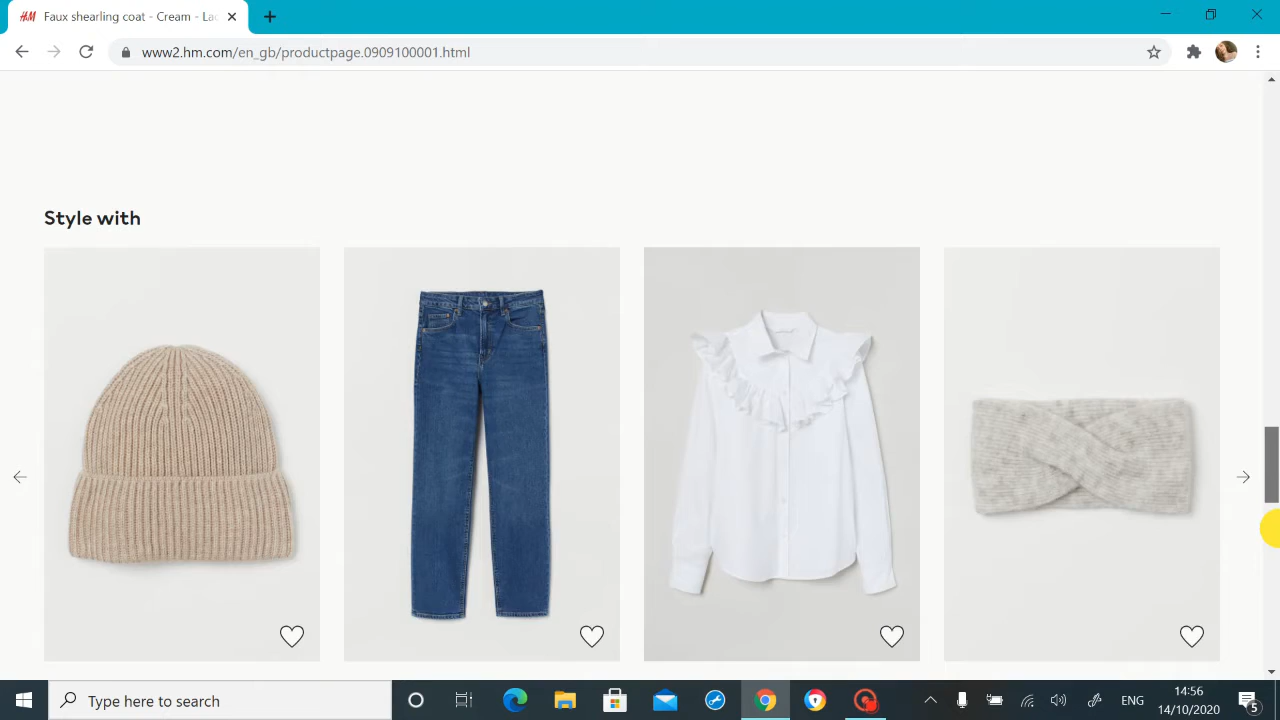 H&M Faux shearling coat - Cream - La
www2.hm.com/en_gb/productpage.0909100001.html
Style with
Type here to search
ENG
14:56
14/10/2020
5